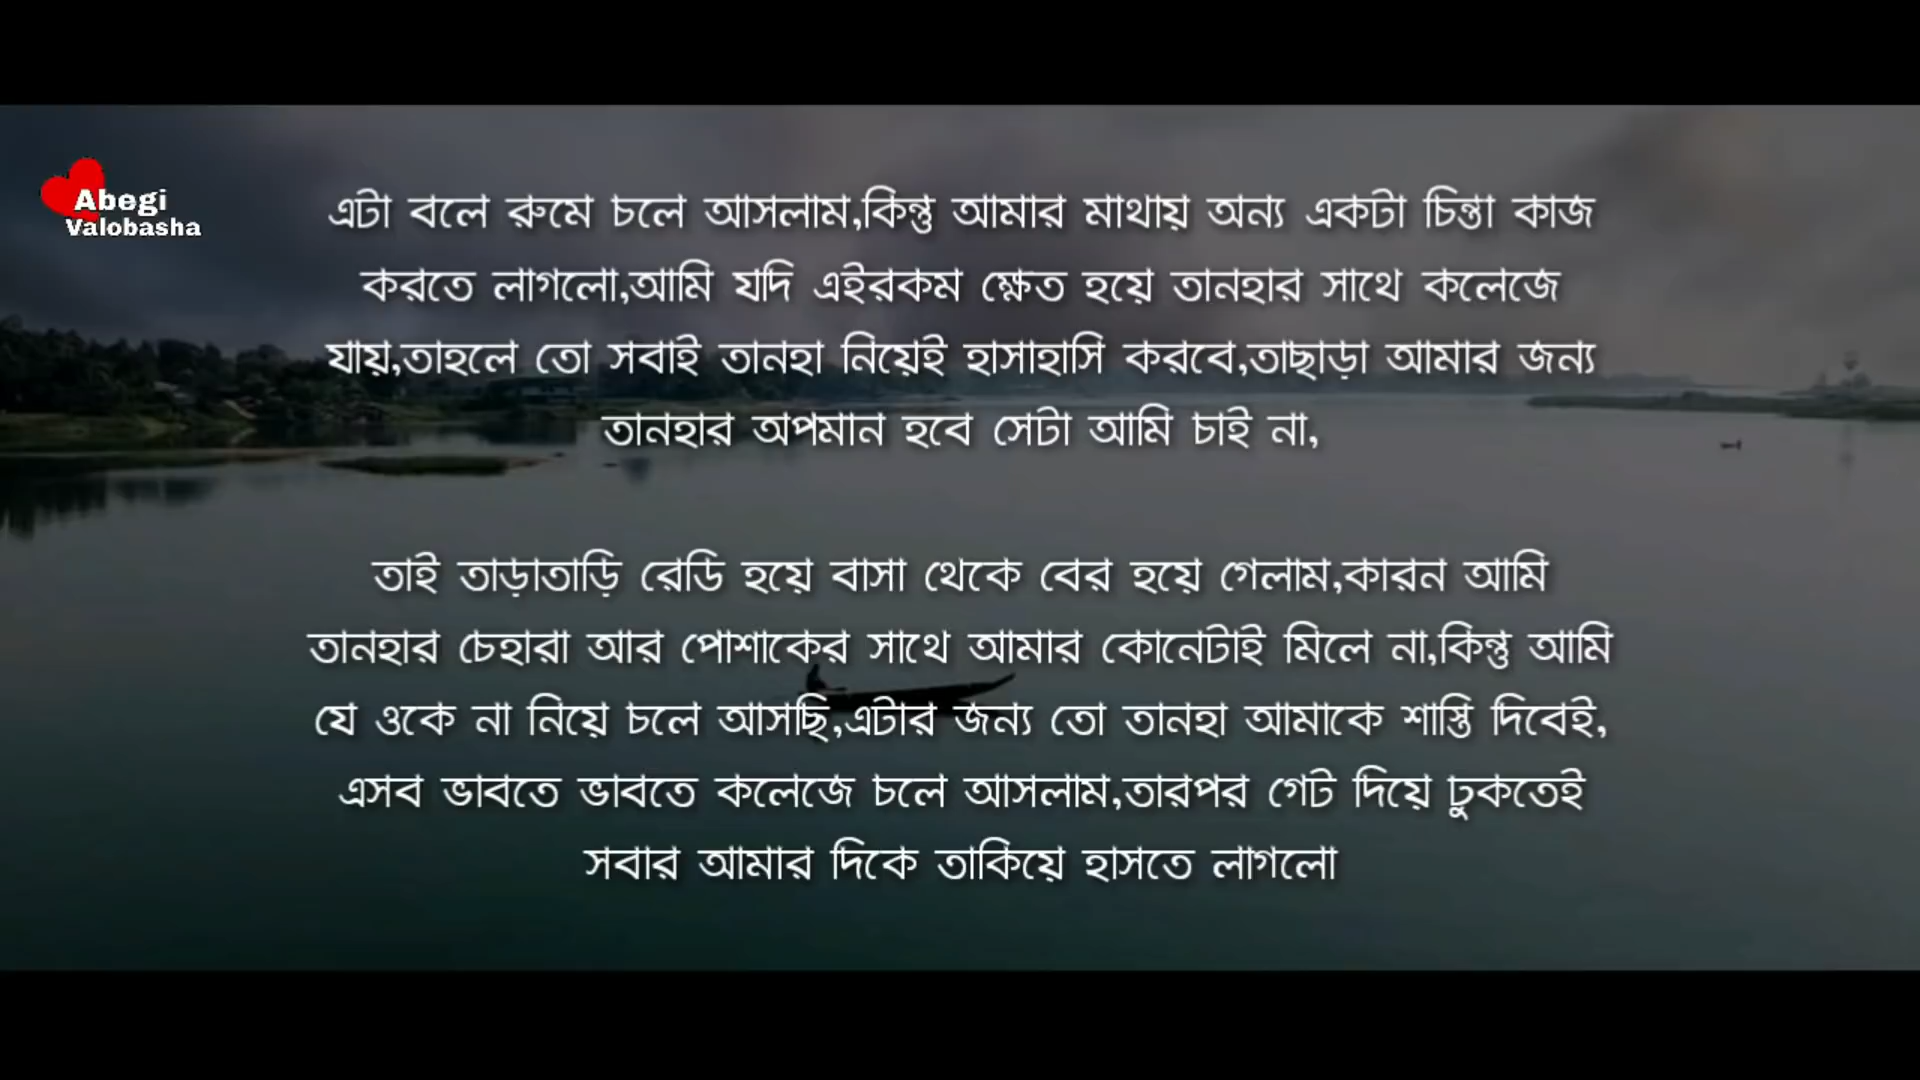 Abegi
Valobasha
এটা বলে রুমে চলে আসলাম,কিন্তু আমার মাথায় অন্য একটা চিন্তা কাজ
করতে লাগলো,আমি যদি এইরকম ক্ষেত হয়ে তানহার সাথে কলেজে
যায়,তাহলে তো সবাই তানহা নিয়েই হাসাহাসি করবে,তাছাড়া আমার জন্য
তানহার অপমান হবে সেটা আমি চাই না,
তাই তাড়াতাড়ি রেডি হয়ে বাসা থেকে বের হয়ে গেলাম,কারন আমি
তানহার চেহারা আর পোশাকের সাথে আমার কোনেটাই মিলে না,কিন্তু আমি
যে ওকে না নিয়ে চলে আসছি,এটার জন্য তো তানহা আমাকে শাস্তি দিবেই,
এসব ভাবতে ভাবতে কলেজে চলে আসলাম,তারপর গেট দিয়ে ঢুকতেই
সবার আমার দিকে তাকিয়ে হাসতে লাগলো